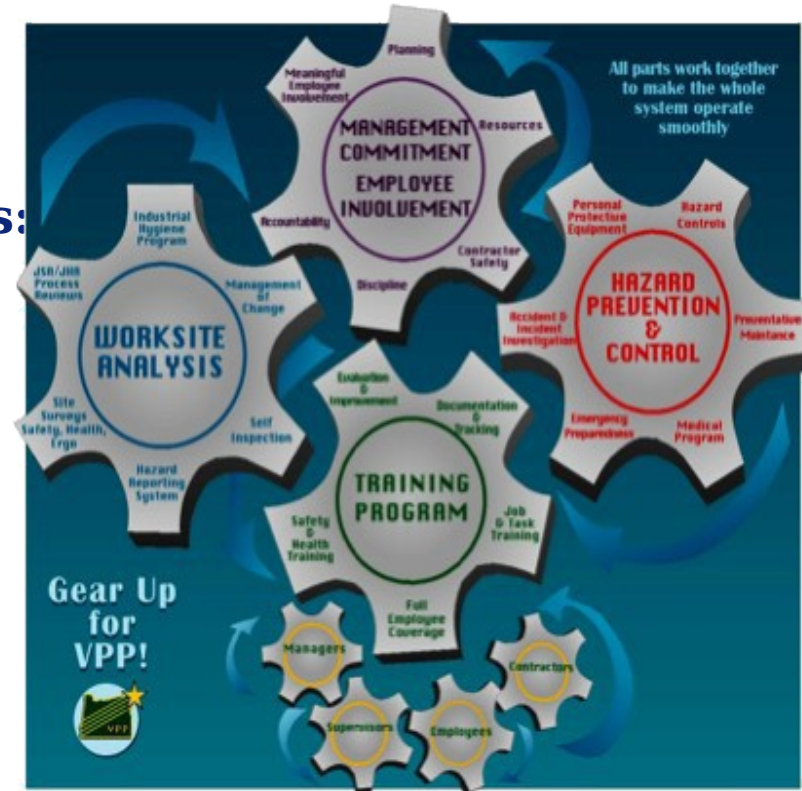 s:
All parts work together
to make the whole
system operate
smoothly
Planning
Meaningful
Employee
Involvement
Resources
MANAGEMENT
COMMITMENT
EMPLOYEE
INVOLVEMENT
Accountability
Contractor
Safety
Discipline
Industrial
Hygiene
Program
JSA/JHA
Process
Reviews
Management
of
Change
WORKSITE
ANALYSIS
Site
Surveys
Safety, Health,
Ergo
Self
Inspection
Hazard
Reporting
System
Personal
Protective
Equipment
Hazard
Controls
HAZARD
PREVENTION
&
CONTROL
Accident &
Incident
Investigation
Preventative
Maintance
Emergency
Preparedness
Medical
Program
Evaluation
&
Improvement
Documentation
&
Tracking
TRAINING
PROGRAM
Safety
&
Health
Training
Job
& Task
Training
Full
Employee
Coverage
Gear Up
for
VPP!
VPP
Managers
Contractors
Supervisors
Employees